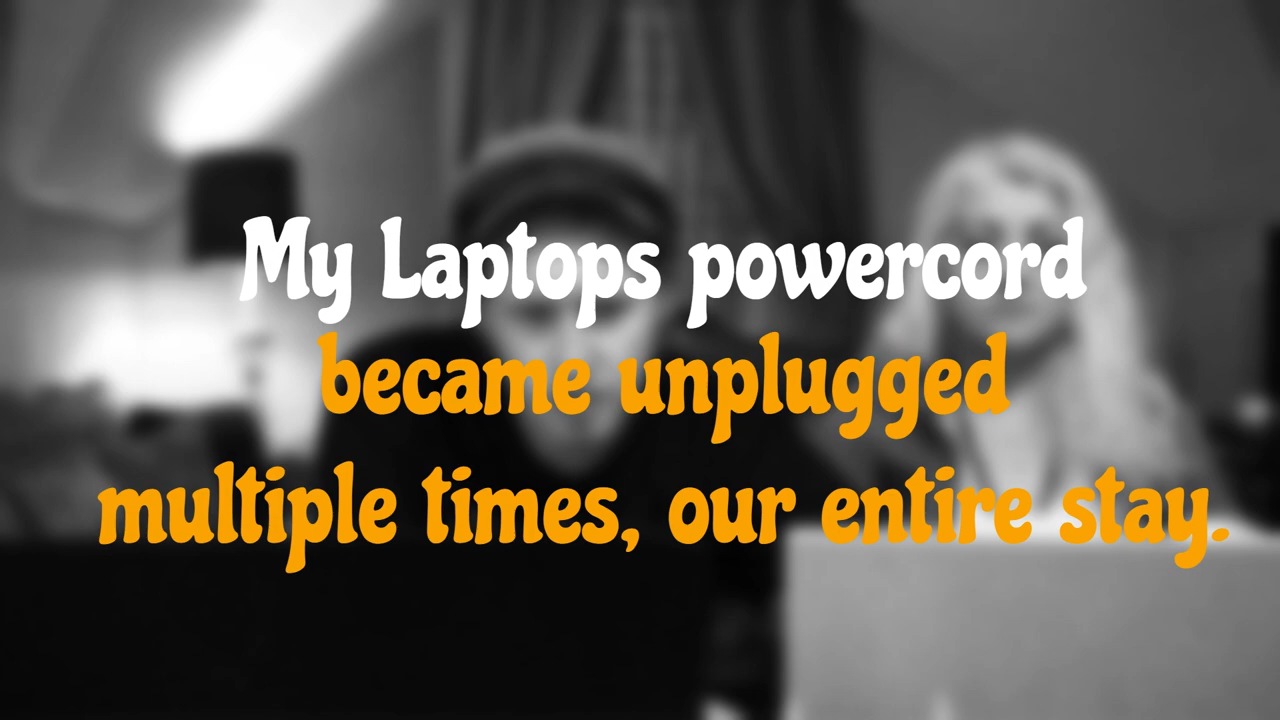 My Laptops powercord
became unplugged
multiple times, our entire stay.